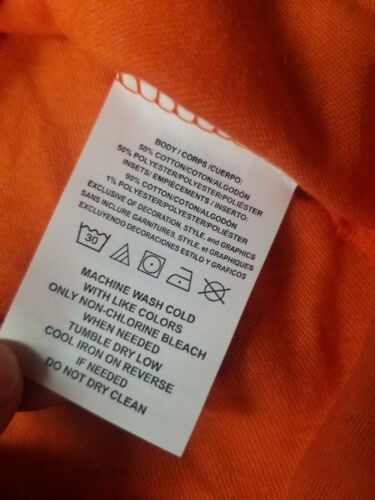 BODY / CORPS /CUERPO:
50% COTTON/COTON/ALGODÓN
50% POLYESTER/POLYESTER/POLIÉSTER
INSETS/ EMPIÈCEMENTS / INSERTO:
99% COTTON/COTON/ALGODÓN
1% POLYESTER/POLYESTER/POLIÉSTER
EXCLUSIVE OF DECORATION, STYLE, and GRAPHICS
SANS INCLURE GARNITURES, STYLE, et GRAPHIQUES
EXCLUYENDO DECORACIONES ESTILO Y GRAFICOS
30
MACHINE WASH COLD
WITH LIKE COLORS
ONLY NON-CHLORINE BLEACH
WHEN NEEDED
TUMBLE DRY LOW
COOL IRON ON REVERSE
IF NEEDED
DO NOT DRY CLEAN